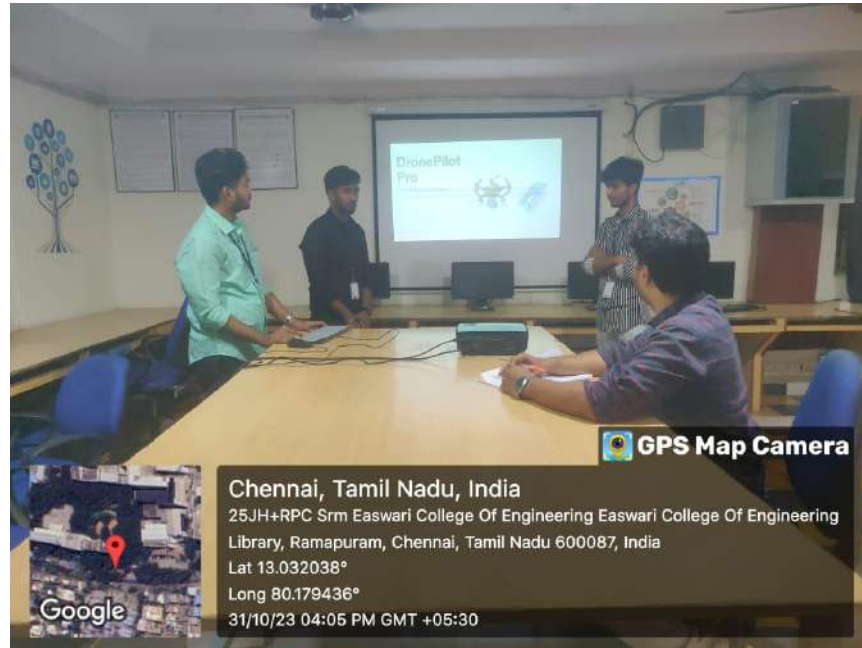 DronePilot
Pro
GPS Map Camera
Chennai, Tamil Nadu, India
25JH+RPC Srm Easwari College Of Engineering Easwari College Of Engineering
Library, Ramapuram, Chennai, Tamil Nadu 600087, India
Lat 13.032038°
Long 80.179436°
31/10/23 04:05 PM GMT +05:30
Google